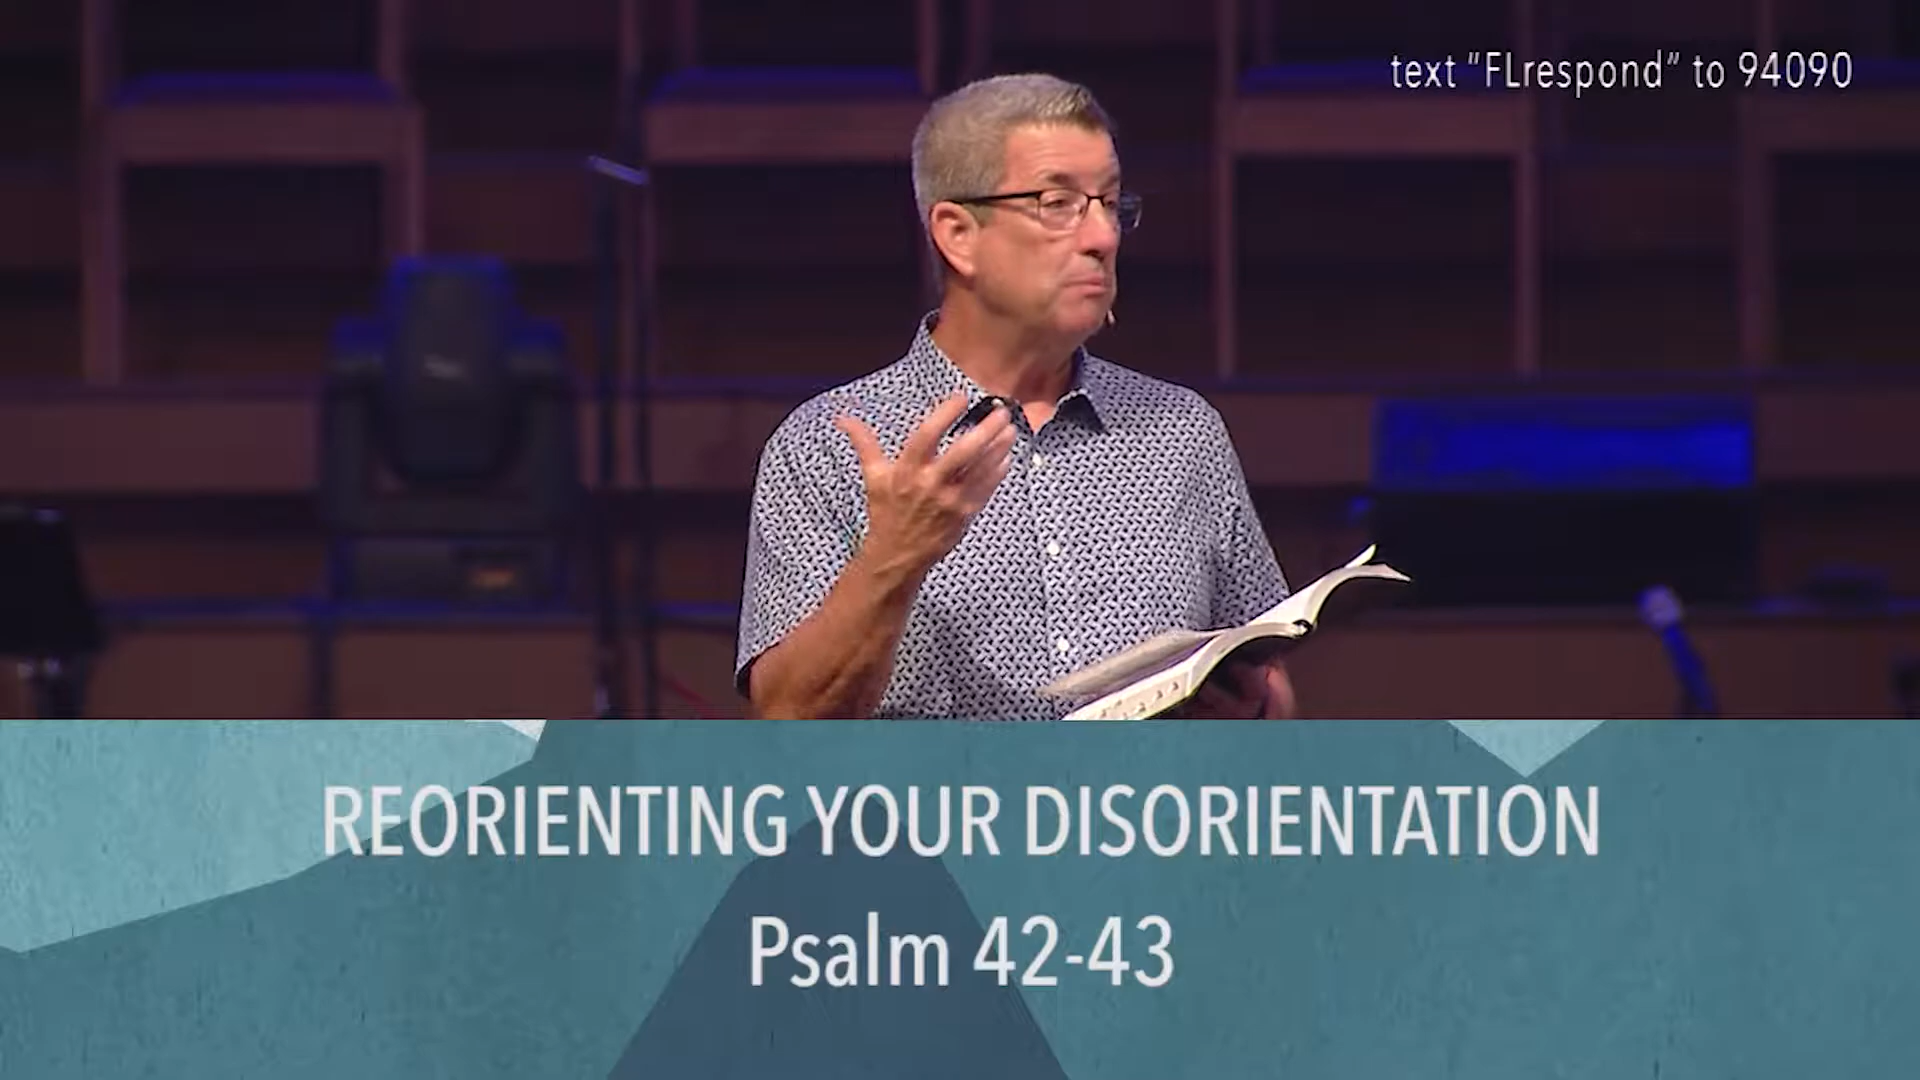 text "FLrespond" to 94090
REORIENTING YOUR DISORIENTATION
Psalm 42-43